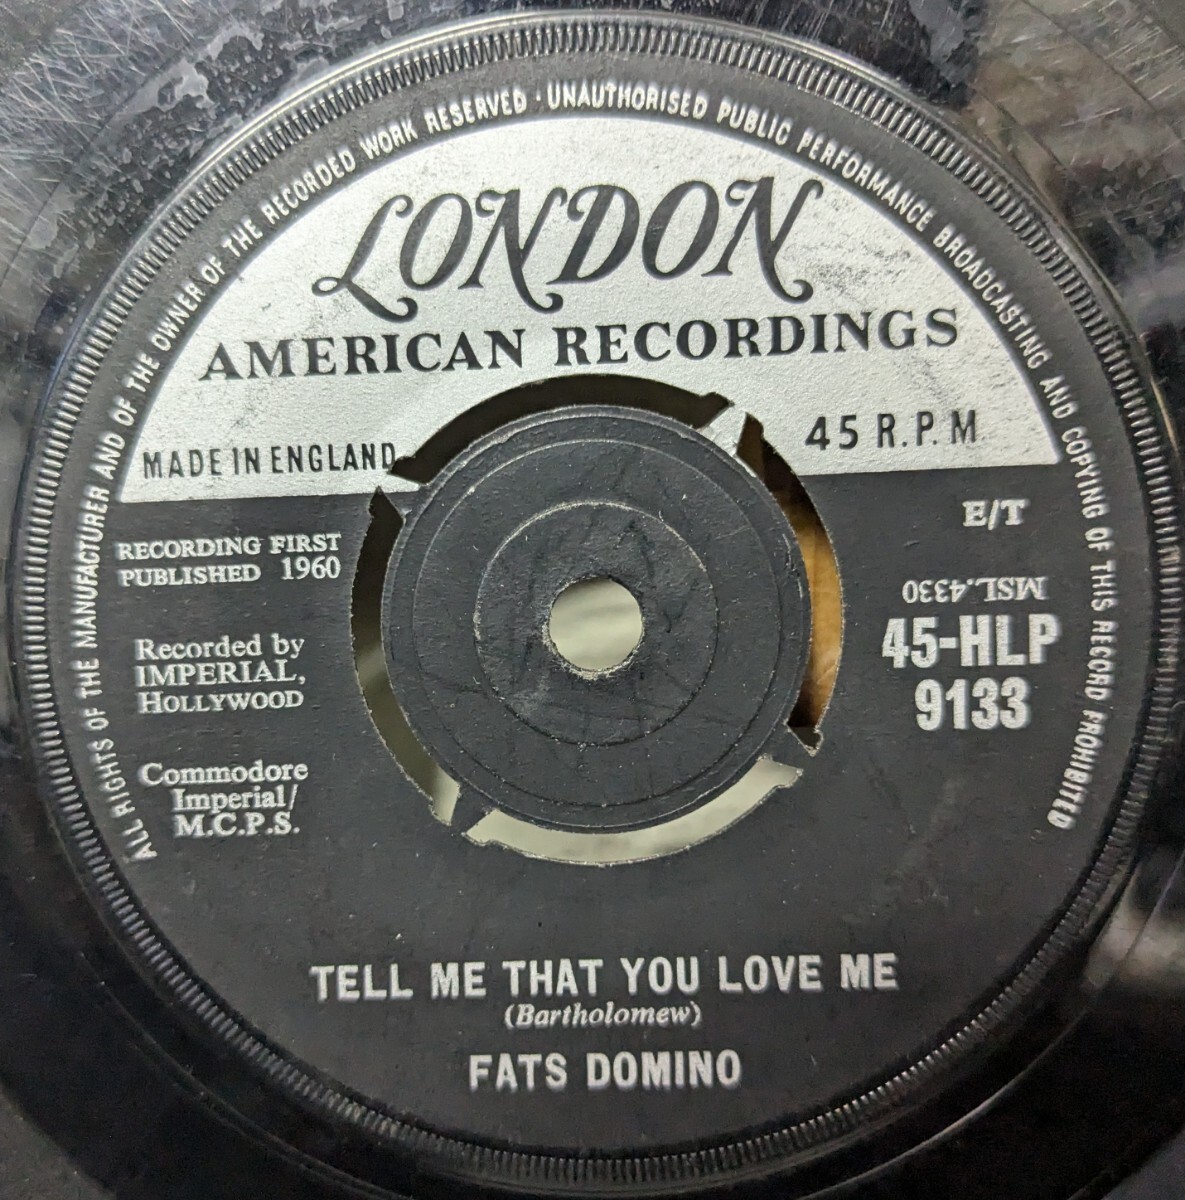 ALL RIGHTS OF THE MANUFACTURER AND OF THE OWNER OF THE RECORDED WORK RESERVED · UNAUTHORISED PUBLIC PERFORMANCE BROADCASTING AND COPYING OF THIS RECORD PROHIBITED
LONDON
AMERICAN RECORDINGS
MADE IN ENGLAND
45 R.P.M.
E/T
RECORDING FIRST
PUBLISHED 1960
MSL.4330
45-HLP
9133
Recorded by
IMPERIAL,
HOLLYWOOD
Commodore
Imperial/
M.C.P.S.
TELL ME THAT YOU LOVE ME
(Bartholomew)
FATS DOMINO